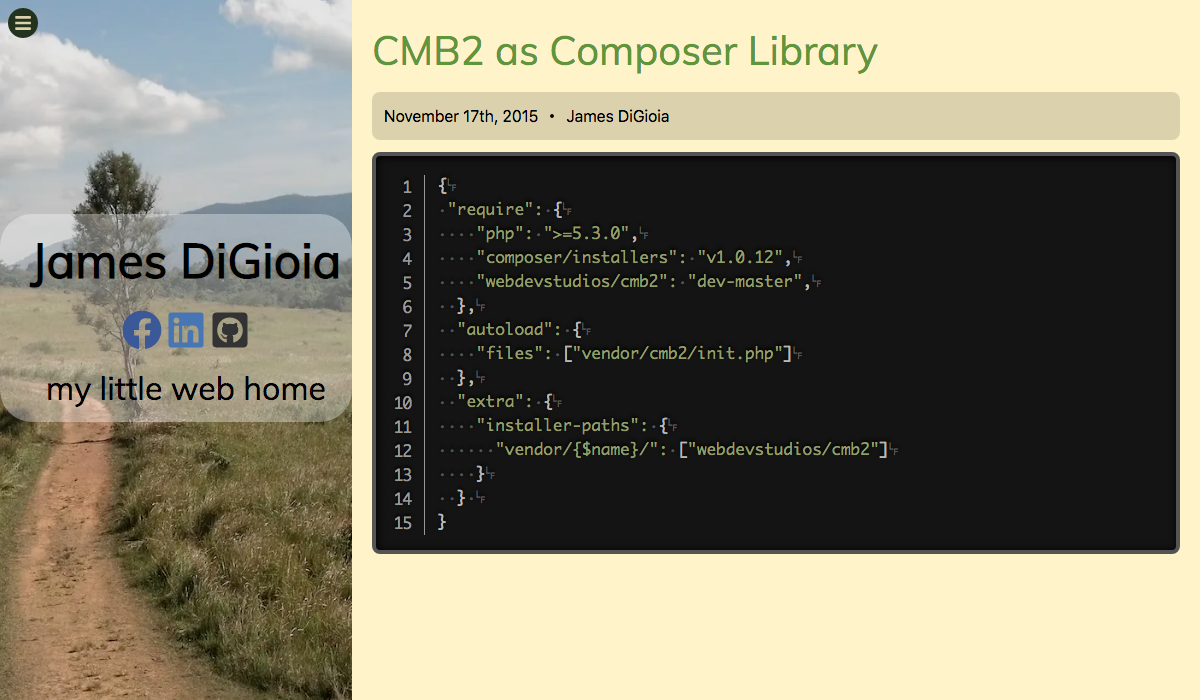 James DiGioia
my little web home
CMB2 as Composer Library
November 17th, 2015 • James DiGioia
1 {
2  "require": {
3     "php": ">=5.3.0",
4     "composer/installers": "v1.0.12",
5     "webdevstudios/cmb2": "dev-master",
6   },
7   "autoload": {
8     "files": ["vendor/cmb2/init.php"]
9   },
10   "extra": {
11     "installer-paths": {
12       "vendor/{$name}/": ["webdevstudios/cmb2"]
13     }
14   }
15 }